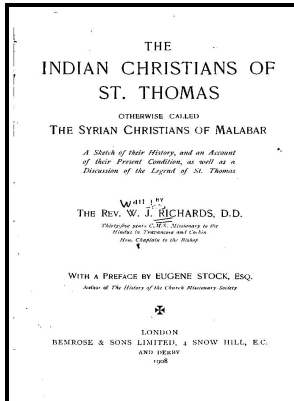 THE
INDIAN CHRISTIANS OF
ST. THOMAS
OTHERWISE CALLED
THE SYRIAN CHRISTIANS OF MALABAR
A Sketch of their History, and an Account
of their Present Condition, as well as a
Discussion of the Legend of St. Thomas
BY
THE REV. W. J. RICHARDS, D.D.
Thirty-five years C.M.S. Missionary to the
Hindus in Travancore and Cochin
Hon. Chaplain to the Bishop
WITH A PREFACE BY EUGENE STOCK, ESQ.
Author of The History of the Church Missionary Society
LONDON
BEMROSE & SONS LIMITED, 4 SNOW HILL, E.C.
AND DERBY
1908